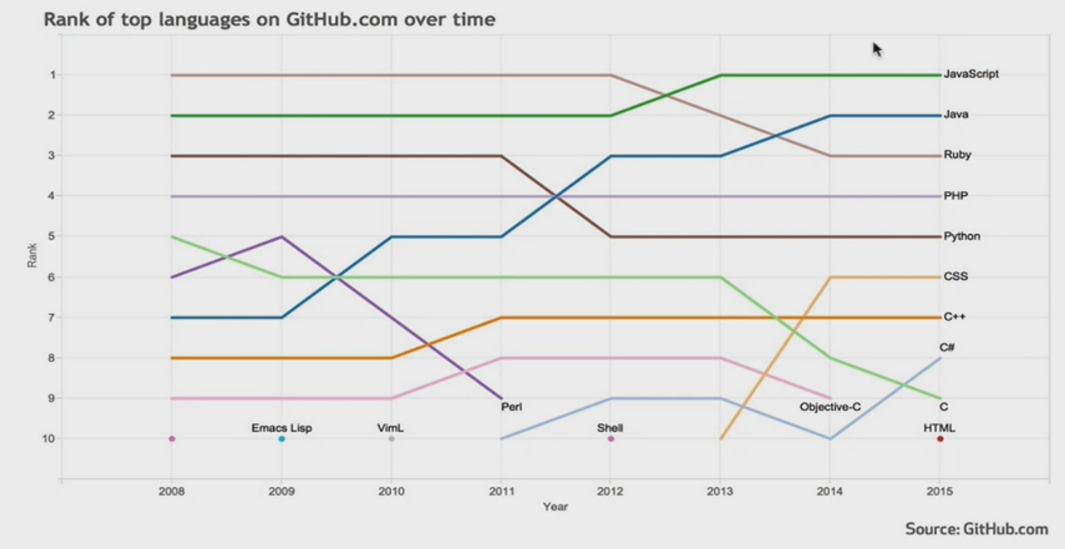 Rank of top languages on GitHub.com over time
1
JavaScript
2
Java
3
Ruby
4
PHP
5
Python
Rank
6
CSS
7
C++
C#
8
9
Perl
Objective-C
C
Emacs Lisp
VimL
Shell
HTML
10
2008
2009
2010
2011
2012
2013
2014
2015
Year
Source: GitHub.com